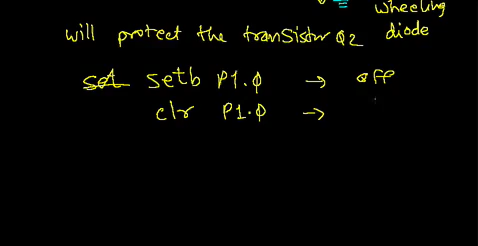 wheeling
will protect the transistor Q2 diode
set setb P1.0 → off
clr P1.0 →